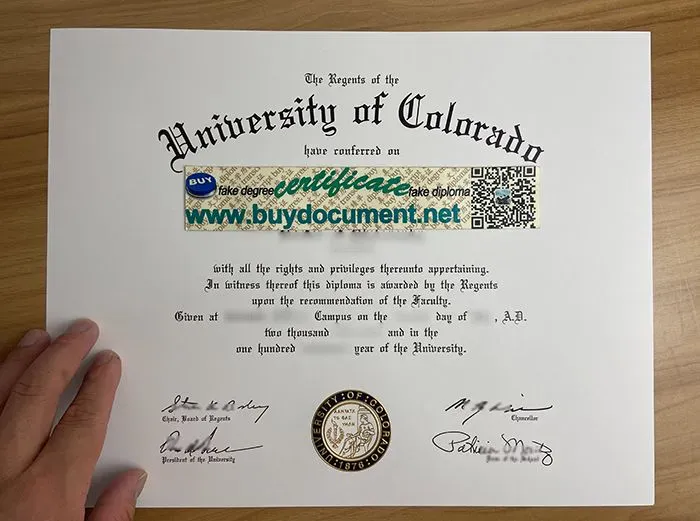 The Regents of the
University of Colorado
have conferred on
BUY fake degree certificate fake diploma
www.buydocument.net
with all the rights and privileges thereunto appertaining.
In witness thereof this diploma is awarded by the Regents
upon the recommendation of the Faculty.
Given at Campus on the day of , A.D.
two thousand and in the
one hundred year of the University.
Chair, Board of Regents
Chancellor
President of the University
UNIVERSITY OF COLORADO
1876